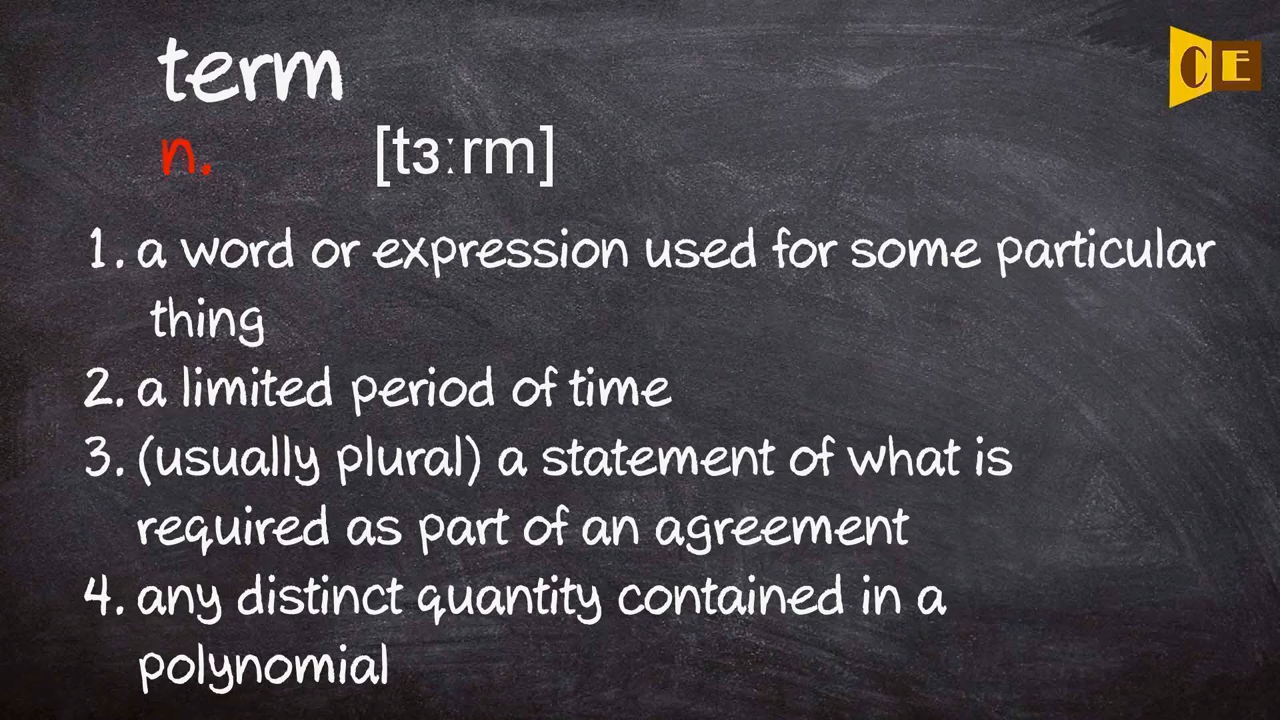 term
CE
n. [tɜːrm]
1. a word or expression used for some particular
thing
2. a limited period of time
3. (usually plural) a statement of what is
required as part of an agreement
4. any distinct quantity contained in a
polynomial